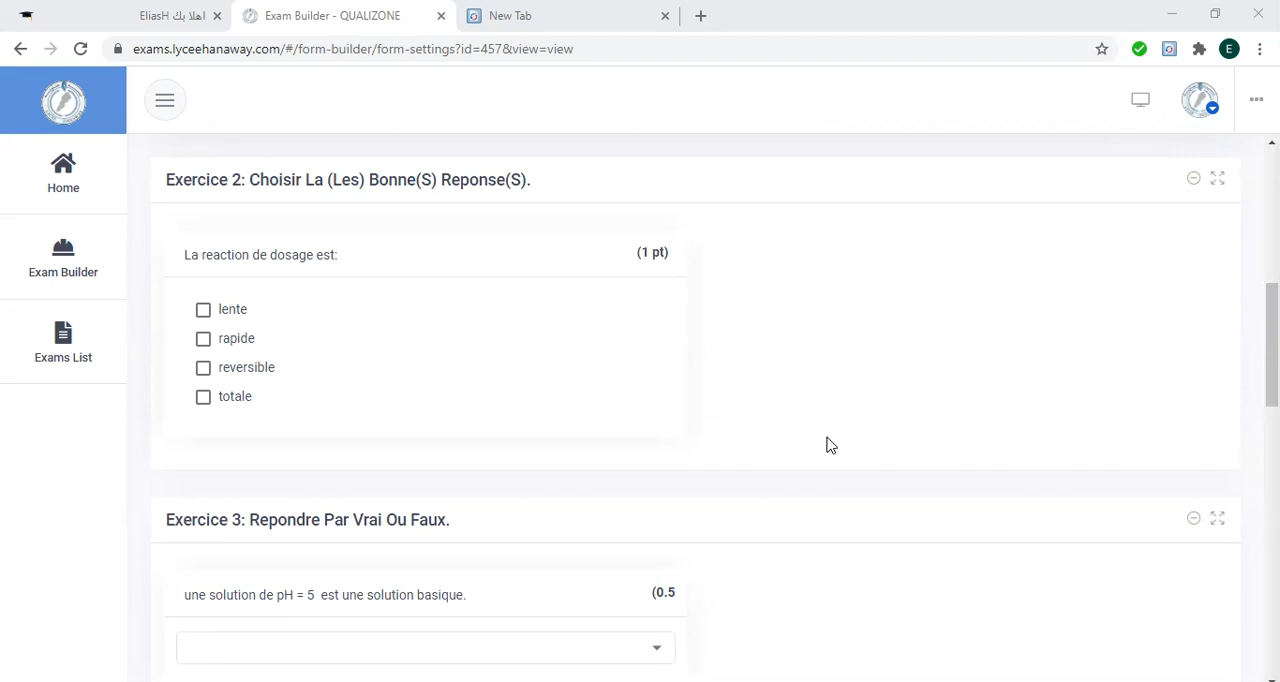 اهلا بك EliasH
Exam Builder - QUALIZONE
New Tab
exams.lyceehanaway.com/#/form-builder/form-settings?id=457&view=view
E
Home
Exam Builder
Exams List
Exercice 2: Choisir La (Les) Bonne(S) Reponse(S).
La reaction de dosage est:
(1 pt)
lente
rapide
reversible
totale
Exercice 3: Repondre Par Vrai Ou Faux.
une solution de pH = 5 est une solution basique.
(0.5